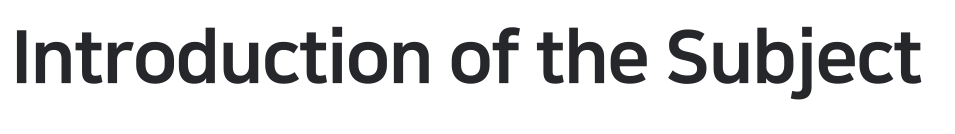 Introduction of the Subject